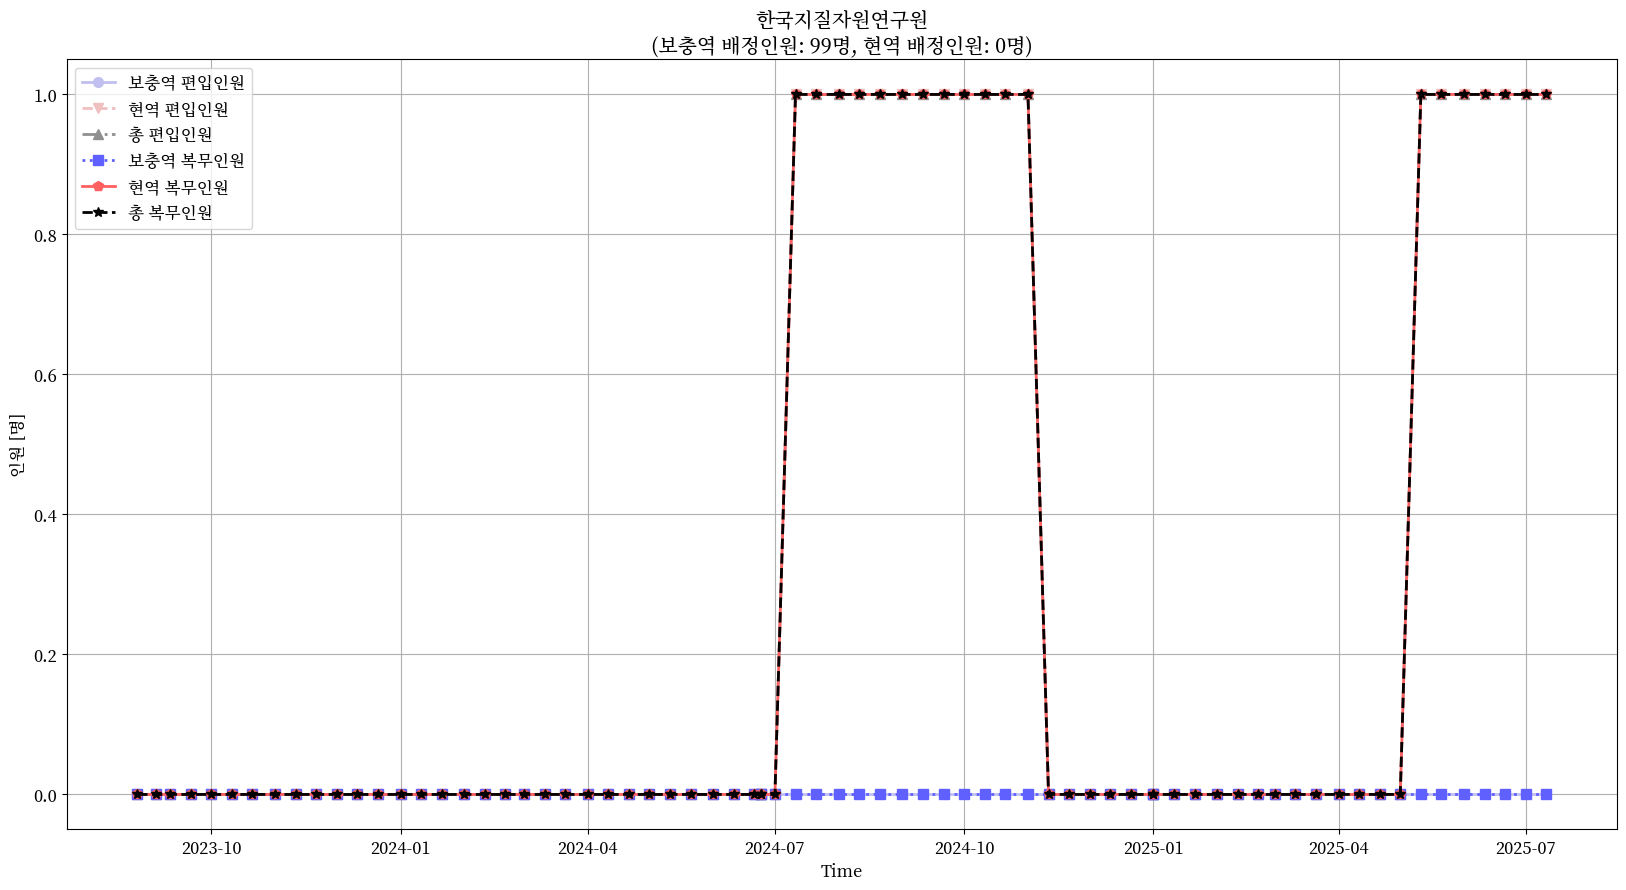 한국지질자원연구원
(보충역 배정인원: 99명, 현역 배정인원: 0명)
보충역 편입인원
현역 편입인원
총 편입인원
보충역 복무인원
현역 복무인원
총 복무인원
인원 [명]
1.0
0.8
0.6
0.4
0.2
0.0
2023-10
2024-01
2024-04
2024-07
2024-10
2025-01
2025-04
2025-07
Time